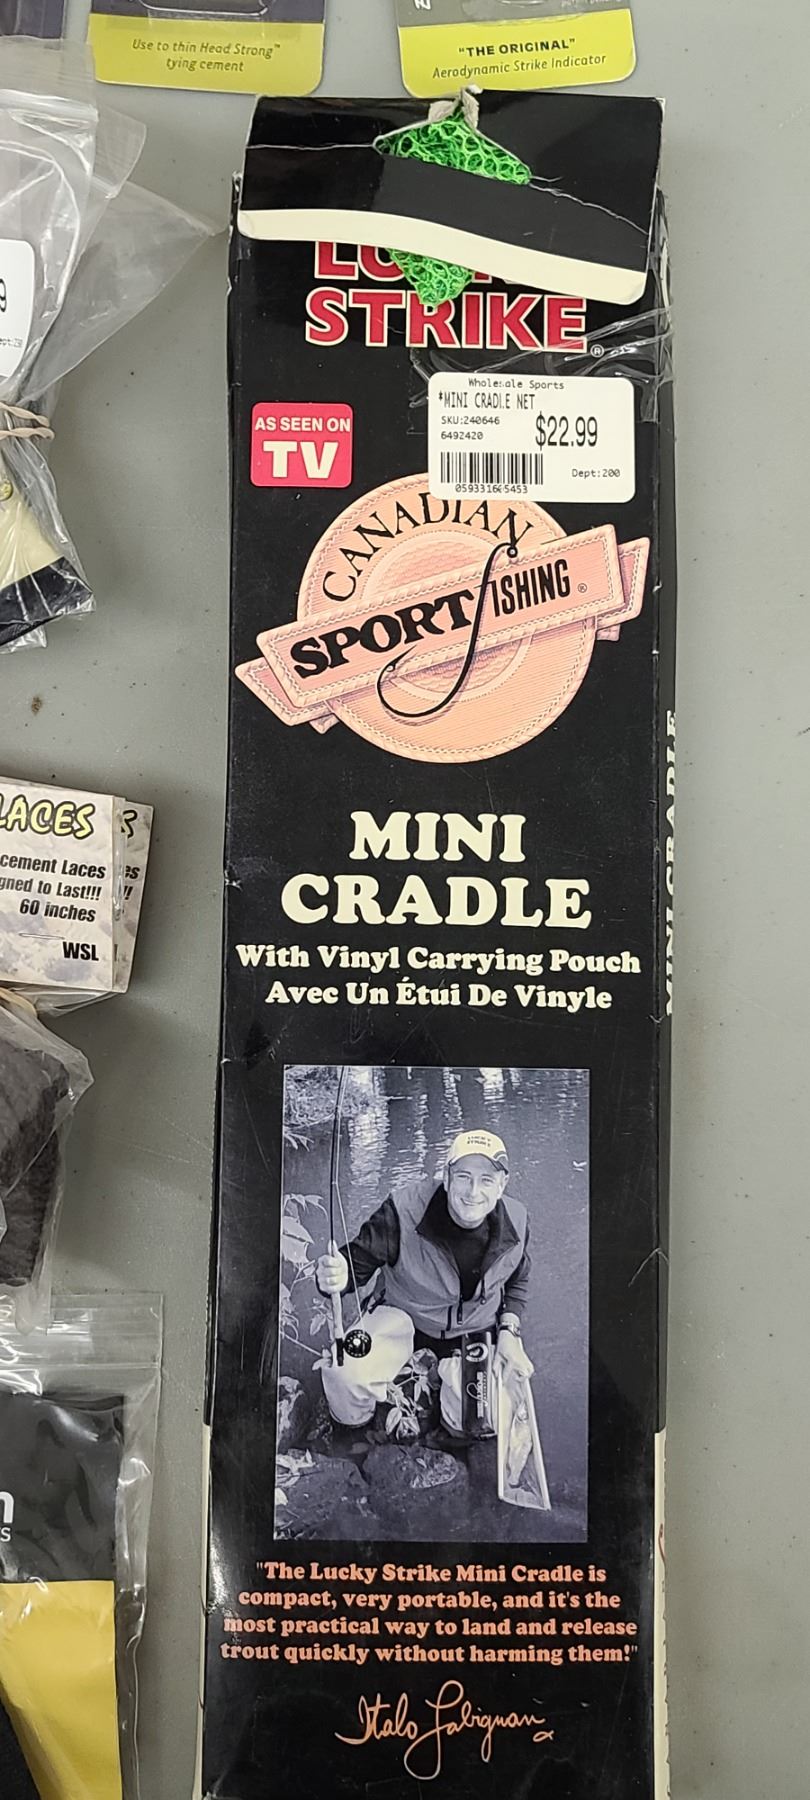 Use to thin Head Strong™
tying cement
"THE ORIGINAL"
Aerodynamic Strike Indicator
STRIKE®
Wholesale Sports
*MINI CRADLE NET
SKU:240646
6492420
$22.99
Dept:200
AS SEEN ON
TV
CANADIAN
SPORTFISHING®
MINI
CRADLE
With Vinyl Carrying Pouch
Avec Un Étui De Vinyle
MINI CRADLE
LACES
cement Laces
gned to Last!!!
60 inches
WSL
"The Lucky Strike Mini Cradle is
compact, very portable, and it's the
most practical way to land and release
trout quickly without harming them!"
Italo Labignan